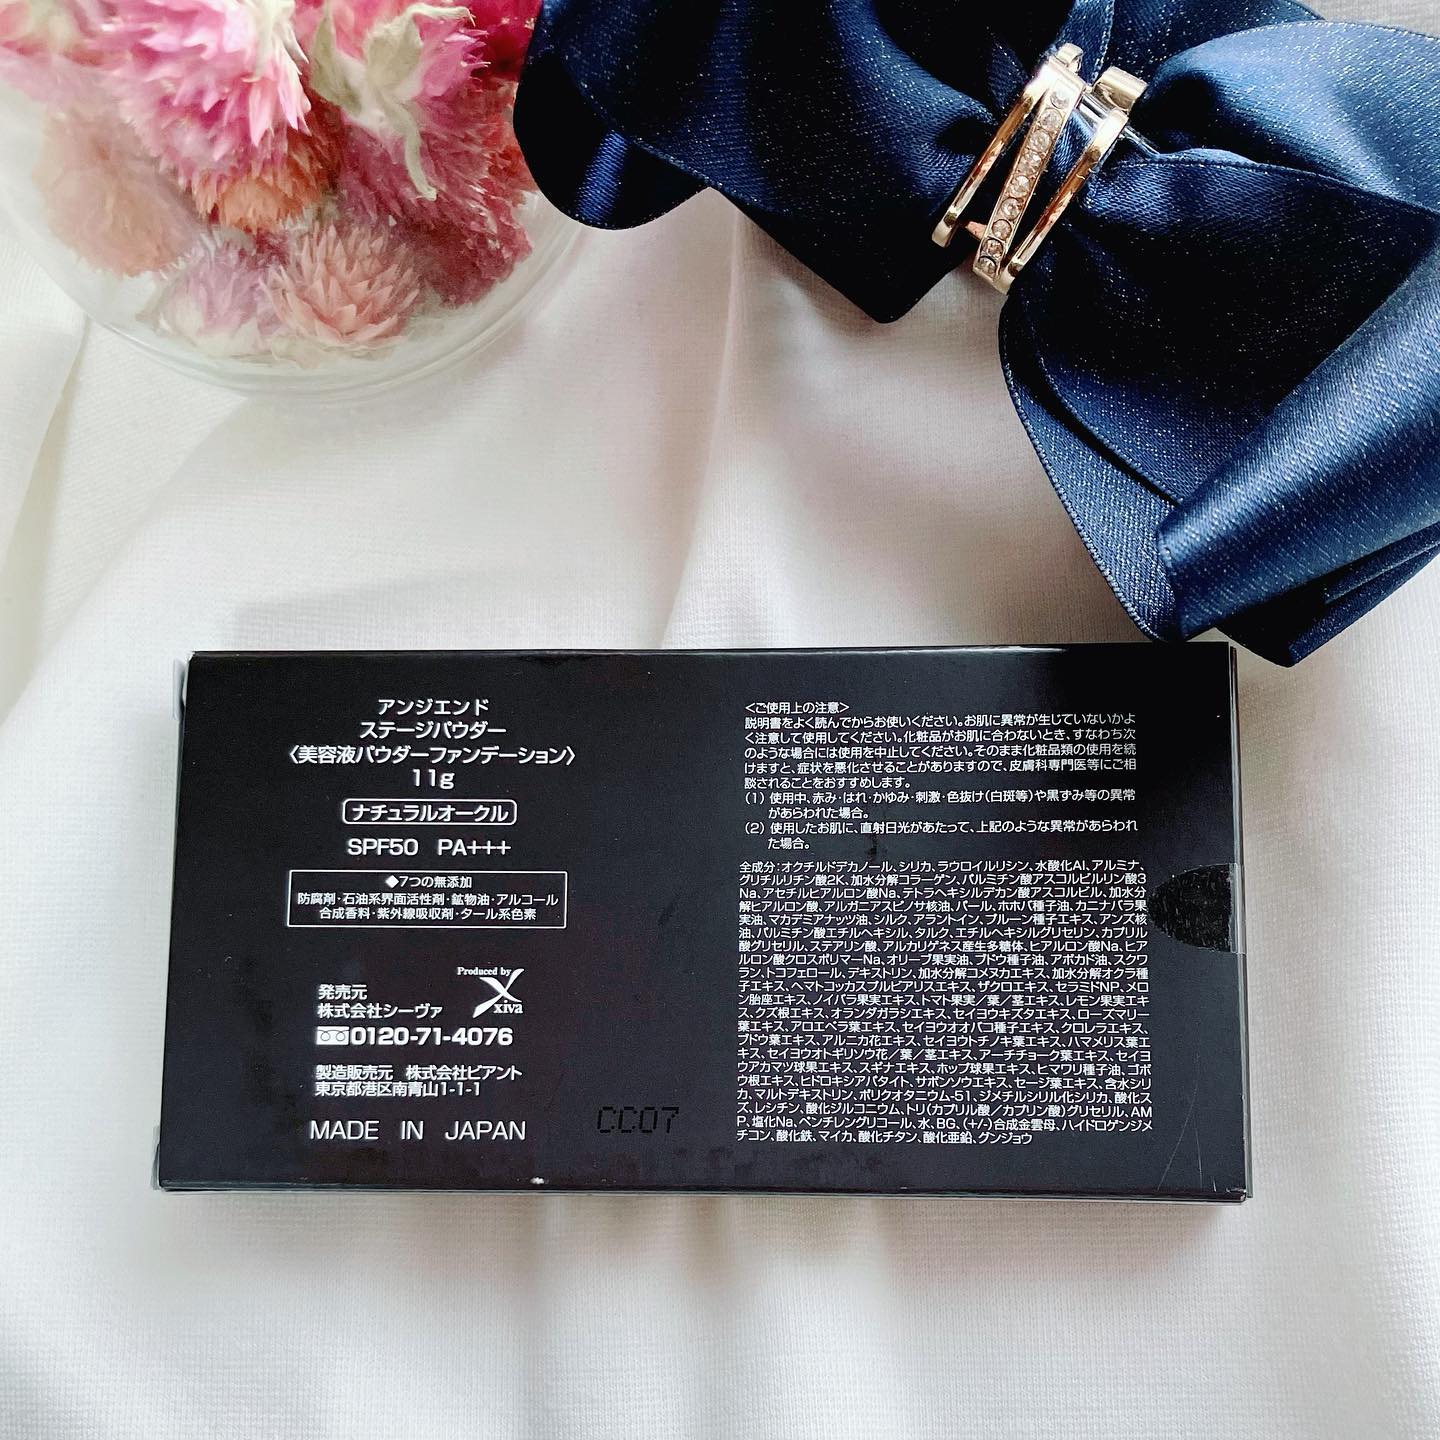 アンジエンド
ステージパウダー
〈美容液パウダーファンデーション〉
11g
ナチュラルオークル
SPF50 PA+++
◆7つの無添加
防腐剤・石油系界面活性剤・鉱物油・アルコール
合成香料・紫外線吸収剤・タール系色素
Produced by
xiva
発売元
株式会社シーヴァ
0120-71-4076
製造販売元 株式会社ビアント
東京都港区南青山1-1-1
MADE IN JAPAN
CC07
<ご使用上の注意>
説明書をよく読んでからお使いください。お肌に異常が生じていないかよ
く注意して使用してください。化粧品がお肌に合わないとき、すなわち次
のような場合には使用を中止してください。そのまま化粧品類の使用を続
けますと、症状を悪化させることがありますので、皮膚科専門医等にご相
談されることをおすすめします。
(1) 使用中、赤み・はれ・かゆみ・刺激・色抜け(白斑等)や黒ずみ等の異常
があらわれた場合。
(2) 使用したお肌に、直射日光があたって、上記のような異常があらわれ
た場合。
全成分:オクチルドデカノール、シリカ、ラウロイルリシン、水酸化Al、アルミナ、
グリチルリチン酸2K、加水分解コラーゲン、パルミチン酸アスコルビルリン酸3
Na、アセチルヒアルロン酸Na、テトラヘキシルデカン酸アスコルビル、加水分
解ヒアルロン酸、アルガニアスピノサ核油、パール、ホホバ種子油、カニナバラ果
実油、マカデミアナッツ油、シルク、アラントイン、プルーン種子エキス、アンズ核
油、パルミチン酸エチルヘキシル、タルク、エチルヘキシルグリセリン、カプリル
酸グリセリル、ステアリン酸、アルカリゲネス産生多糖体、ヒアルロン酸Na、ヒア
ルロン酸クロスポリマーNa、オリーブ果実油、ブドウ種子油、アボカド油、スクワ
ラン、トコフェロール、デキストリン、加水分解コメヌカエキス、加水分解オクラ種
子エキス、ヘマトコッカスプルビアリスエキス、ザクロエキス、セラミドNP、メロ
ン胎座エキス、ノイバラ果実エキス、トマト果実/葉/茎エキス、レモン果実エキ
ス、クズ根エキス、オランダガラシエキス、セイヨウキズタエキス、ローズマリー
葉エキス、アロエベラ葉エキス、セイヨウオオバコ種子エキス、クロレラエキス、
ブドウ葉エキス、アルニカ花エキス、セイヨウトチノキ葉エキス、ハマメリス葉エ
キス、セイヨウオトギリソウ花/葉/茎エキス、アーチチョーク葉エキス、セイヨ
ウアカマツ球果エキス、スギナエキス、ホップ球果エキス、ヒマワリ種子油、ゴボ
ウ根エキス、ヒドロキシアパタイト、サボンソウエキス、セージ葉エキス、含水シリ
カ、マルトデキストリン、ポリクオタニウム-51、ジメチルシリル化シリカ、酸化ス
ズ、レシチン、酸化ジルコニウム、トリ(カプリル酸/カプリン酸)グリセリル、AM
P、塩化Na、ペンチレングリコール、水、BG、(+/-)合成金雲母、ハイドロゲンジメ
チコン、酸化鉄、マイカ、酸化チタン、酸化亜鉛、グンジョウ